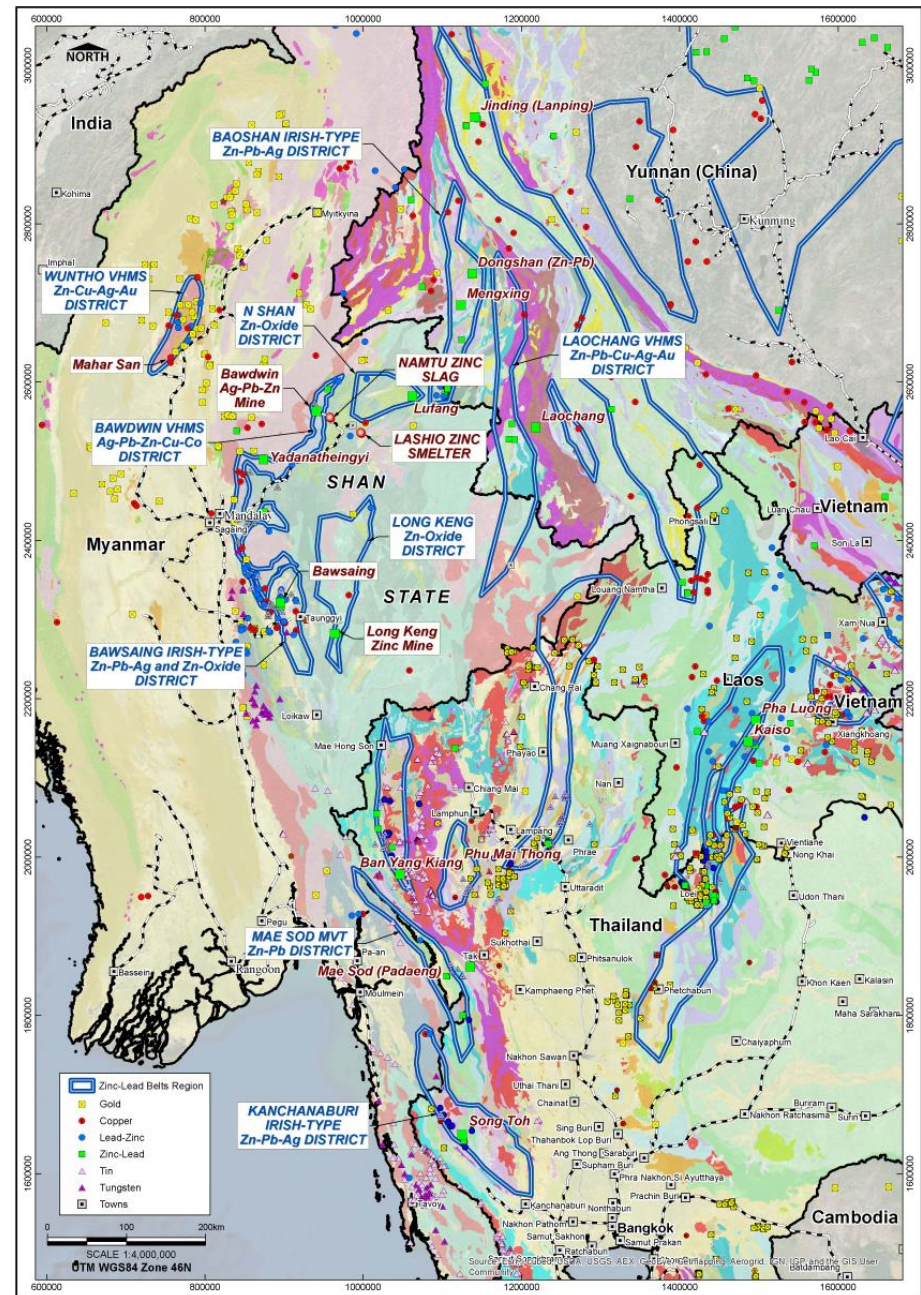 600000
800000
1000000
1200000
1400000
1600000
NORTH
3000000
India
Jinding (Lanping)
BAOSHAN IRISH-TYPE
Zn-Pb-Ag DISTRICT
Yunnan (China)
Kohima
Myitkyina
Kunming
2800000
Imphal
WUNTHO VHMS
Zn-Cu-Ag-Au
DISTRICT
Dongshan (Zn-Pb)
Mengxing
N SHAN
Zn-Oxide
DISTRICT
LAOCHANG VHMS
Zn-Pb-Cu-Ag-Au
DISTRICT
Mahar San
Bawdwin
Ag-Pb-Zn
Mine
NAMTU ZINC
SLAG
2600000
Lufang
Laochang
BAWDWIN VHMS
Ag-Pb-Zn-Cu-Co
DISTRICT
LASHIO ZINC
SMELTER
Lao Cai
Yadanatheingyi
SHAN
Vietnam
Mandalay
Sagaing
LONG KENG
Zn-Oxide
DISTRICT
Luan Chau
Phongsali
Son La
2400000
Myanmar
Bawsaing
STATE
Louang Namtha
Xam Nua
Taunggyi
Long Keng
Zinc Mine
BAWSAING IRISH-TYPE
Zn-Pb-Ag and Zn-Oxide
DISTRICT
Chang Rai
Laos
Vietnam
2200000
Loikaw
Pha Luong
Kaiso
Xiangkhoang
Mae Hong Son
Phayao
Muang Xaignabouri
Nan
Chiang Mai
Lamphun
Lampang
Phrae
Vientiane
Nong Khai
2000000
Ban Yang Kiang
Phu Mai Thong
Loei
Uttaradit
Udon Thani
Thailand
Pegu
MAE SOD MVT
Zn-Pb DISTRICT
Sukhothai
Pa-an
Tak
Phitsanulok
Bassein
Rangoon
Mae Sod (Padaeng)
Khon Kaen
Kalasin
Moulmein
Kamphaeng Phet
Phetchabun
Maha Sarakham
1800000
Chaiyaphum
Nakhon Sawan
Uthai Thani
Zinc-Lead Belts Region
Gold
Copper
Lead-Zinc
Zinc-Lead
Tin
Tungsten
Towns
Chainat
Buriram
Nakhon Ratchasima
Surin
KANCHANABURI
IRISH-TYPE
Zn-Pb-Ag DISTRICT
Song Toh
Sing Buri
Thahanbok Lop Buri
Ang Thong
Saraburi
Supham Buri
1600000
Phra Nakhon Si Ayutthaya
Tavoy
Prachin Buri
Kanchanaburi
Nonthaburi
Nakhon Pathom
Bangkok
Cambodia
Samut Sakhon
Samut Prakan
Ratchaburi
0 50 100 200km
SCALE 1:4,000,000
UTM WGS84 Zone 46N
Community
600000
800000
1000000
1200000
1400000
1600000